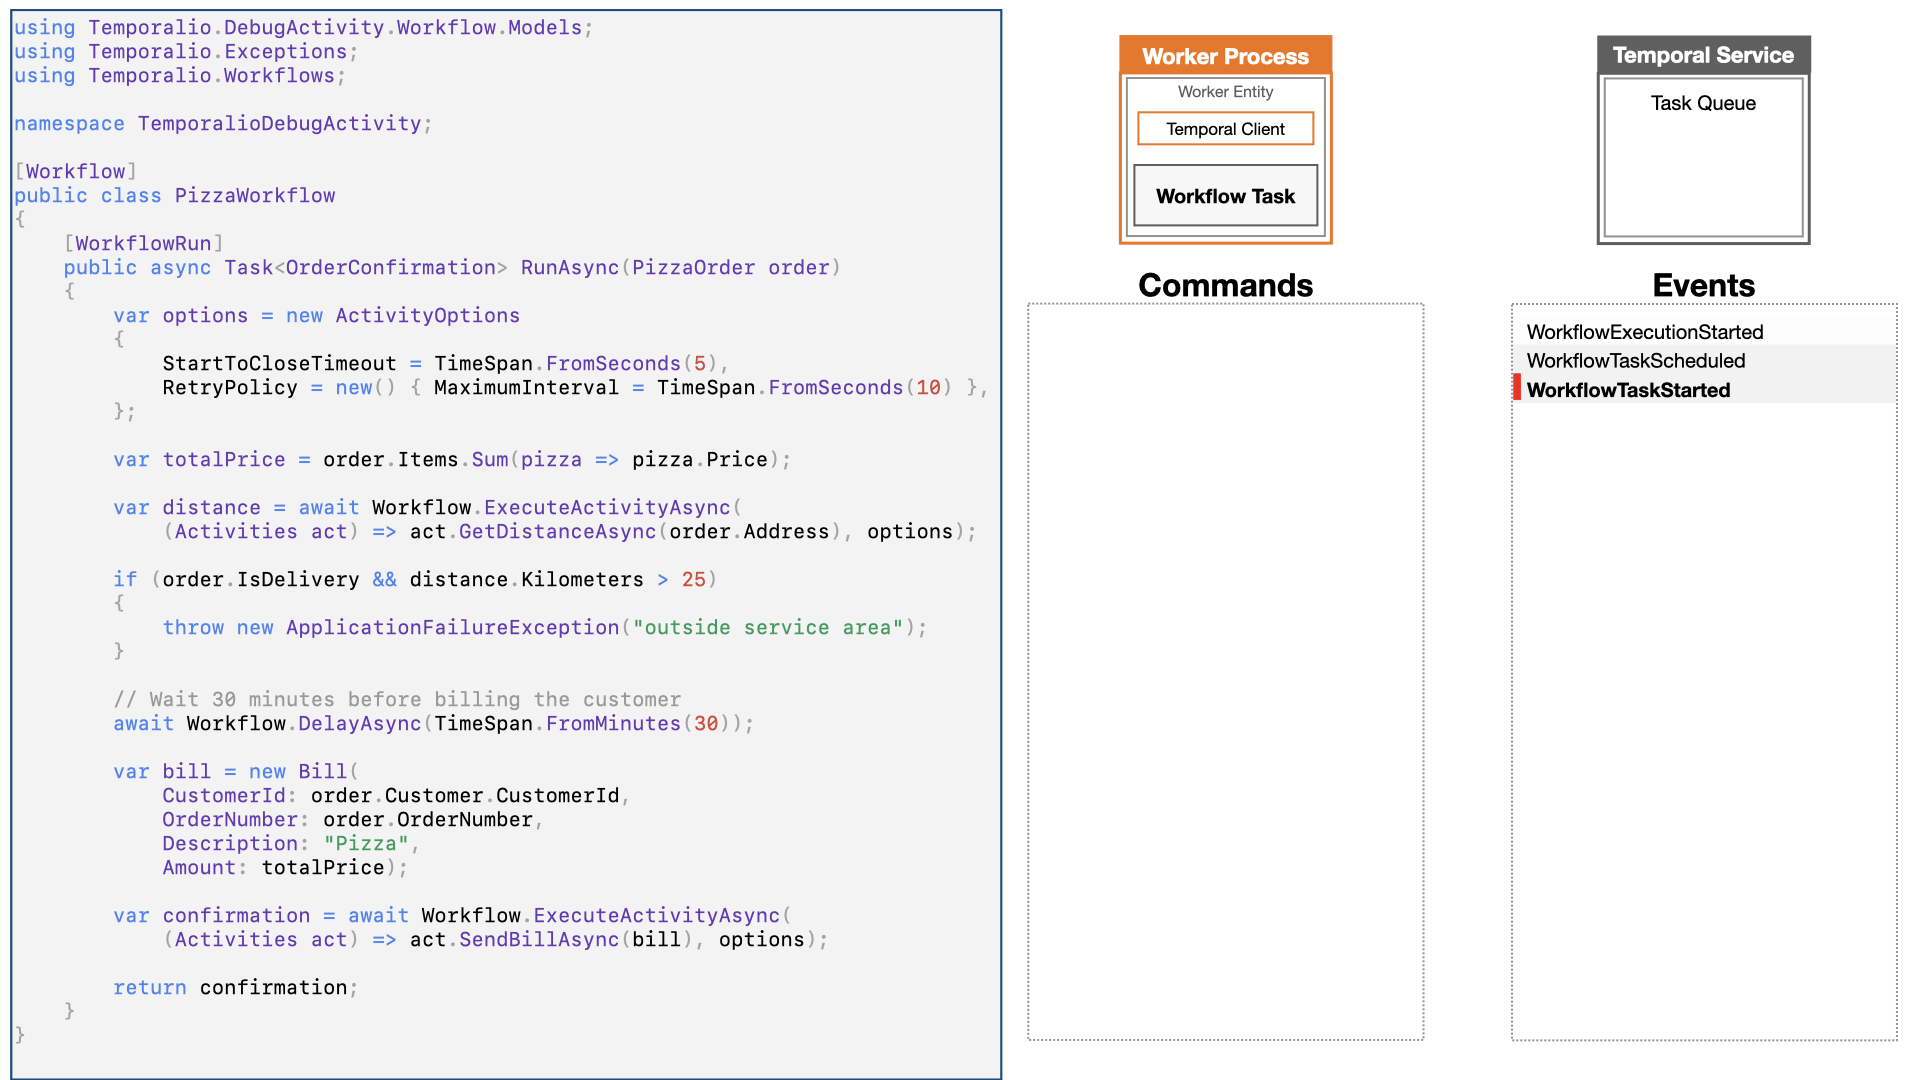 using Temporalio.DebugActivity.Workflow.Models;
using Temporalio.Exceptions;
using Temporalio.Workflows;
namespace TemporalioDebugActivity;
[Workflow]
public class PizzaWorkflow
{
    [WorkflowRun]
    public async Task<OrderConfirmation> RunAsync(PizzaOrder order)
    {
        var options = new ActivityOptions
        {
            StartToCloseTimeout = TimeSpan.FromSeconds(5),
            RetryPolicy = new() { MaximumInterval = TimeSpan.FromSeconds(10) },
        };
        var totalPrice = order.Items.Sum(pizza => pizza.Price);
        var distance = await Workflow.ExecuteActivityAsync(
            (Activities act) => act.GetDistanceAsync(order.Address), options);
        if (order.IsDelivery && distance.Kilometers > 25)
        {
            throw new ApplicationFailureException("outside service area");
        }
        // Wait 30 minutes before billing the customer
        await Workflow.DelayAsync(TimeSpan.FromMinutes(30));
        var bill = new Bill(
            CustomerId: order.Customer.CustomerId,
            OrderNumber: order.OrderNumber,
            Description: "Pizza",
            Amount: totalPrice);
        var confirmation = await Workflow.ExecuteActivityAsync(
            (Activities act) => act.SendBillAsync(bill), options);
        return confirmation;
    }
}
Worker Process
Worker Entity
Temporal Client
Workflow Task
Commands
Temporal Service
Task Queue
Events
WorkflowExecutionStarted
WorkflowTaskScheduled
WorkflowTaskStarted